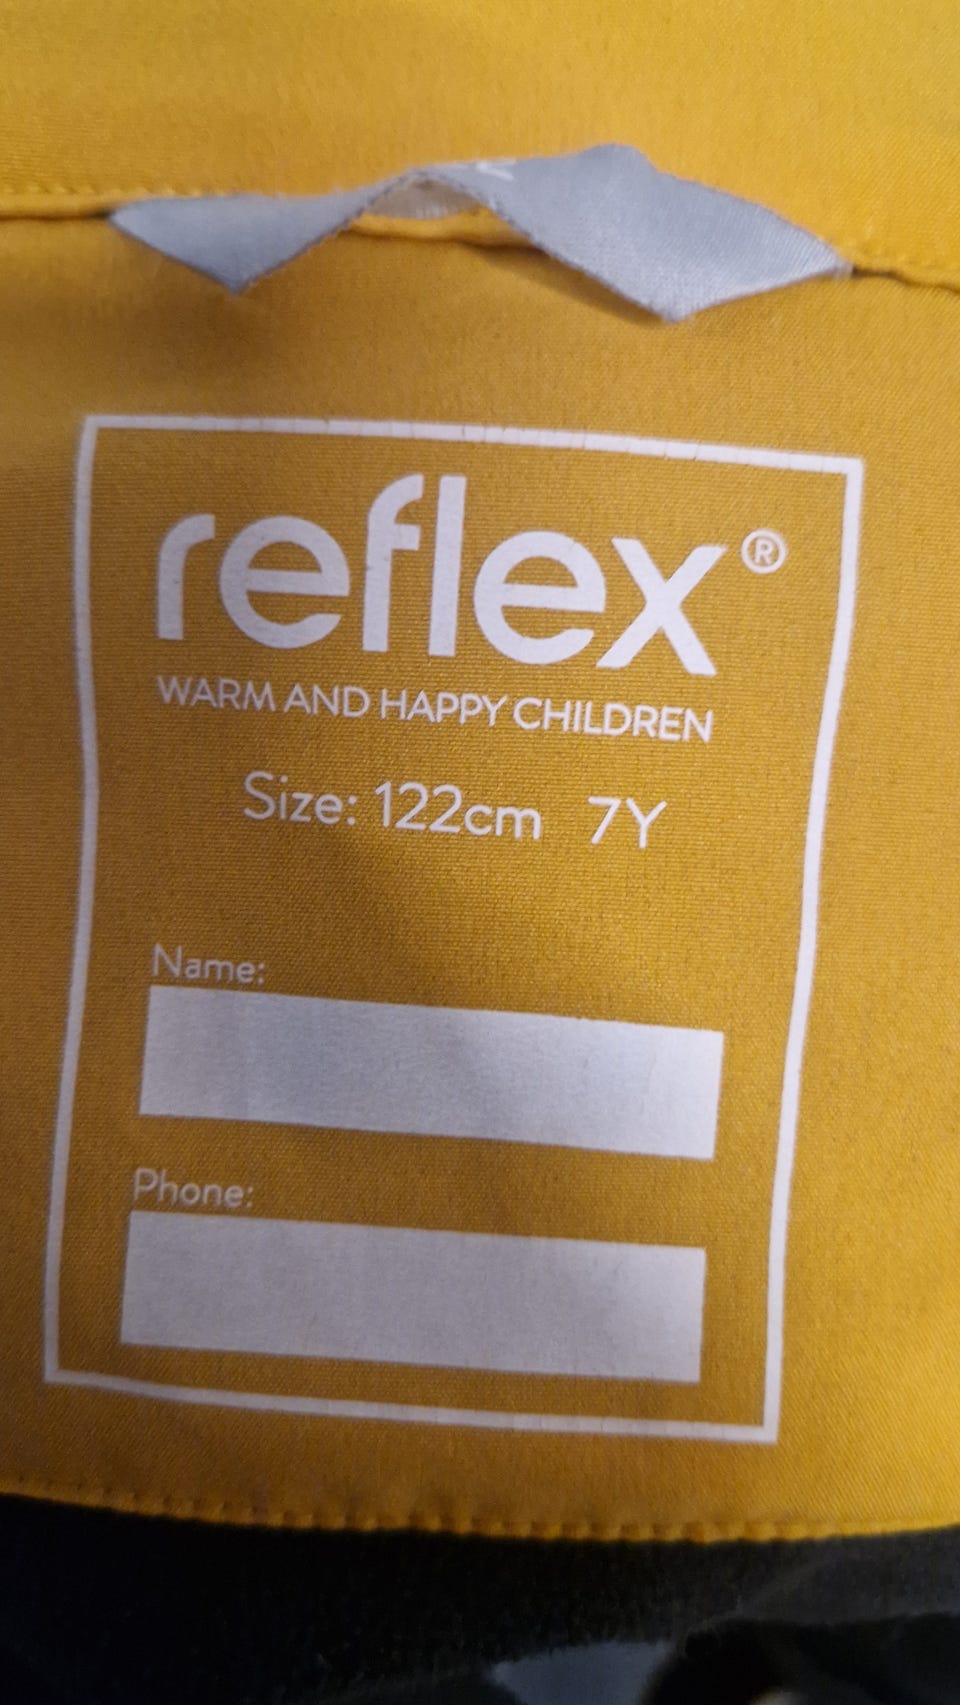 reflex®
WARM AND HAPPY CHILDREN
Size: 122cm 7Y
Name:
Phone: